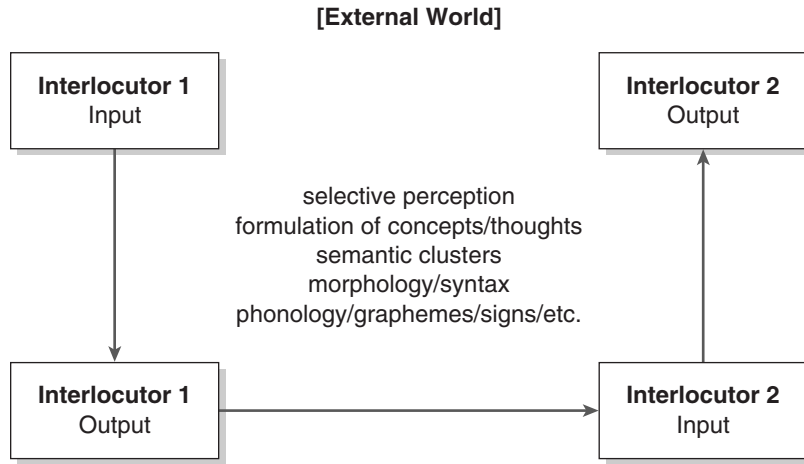 [External World]
Interlocutor 1
Input
Interlocutor 2
Output
selective perception
formulation of concepts/thoughts
semantic clusters
morphology/syntax
phonology/graphemes/signs/etc.
Interlocutor 1
Output
Interlocutor 2
Input